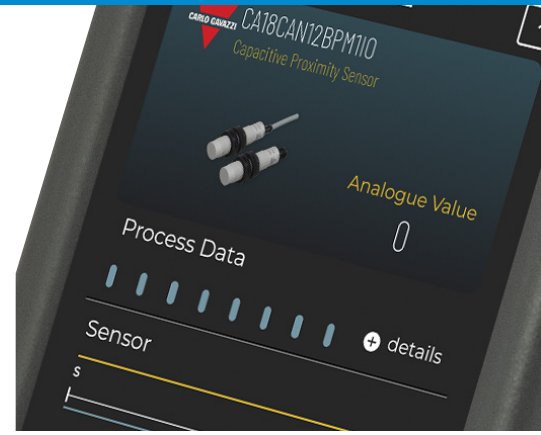 CARLO GAVAZZI
CA18CAN12BPM1IO
Capacitive Proximity Sensor
Analogue Value
0
Process Data
details
Sensor
s